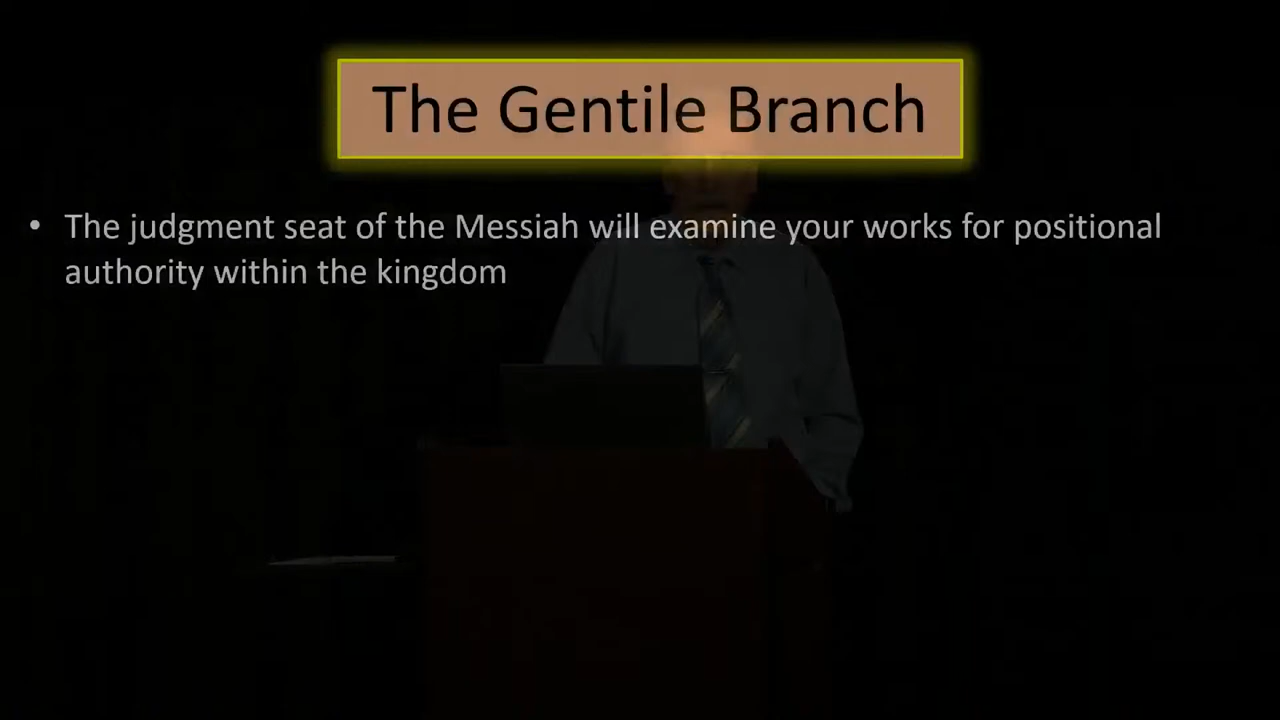 The Gentile Branch
• The judgment seat of the Messiah will examine your works for positional
authority within the kingdom